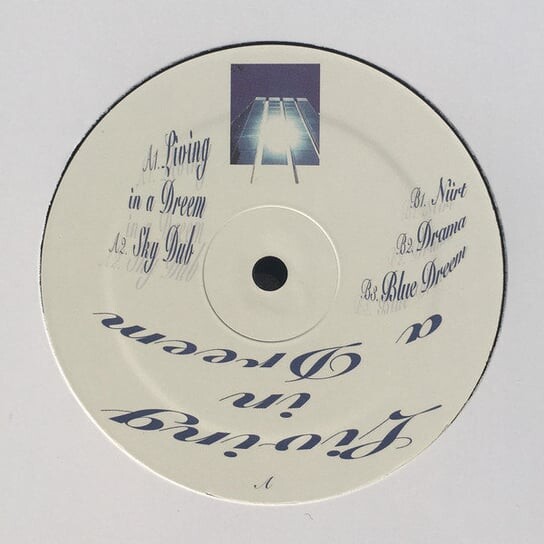 A1. Living
in a Dreem
A2. Sky Dub
B1. Nürt
B2. Drama
B3. Blue Dreem
A
Living
in
a Dreem